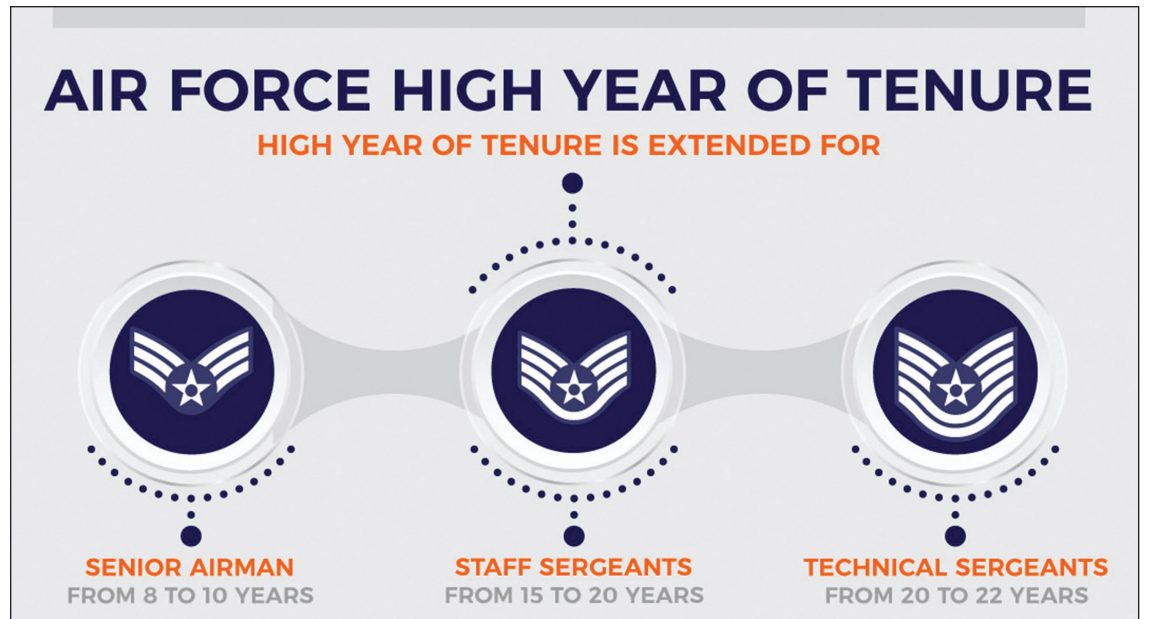 AIR FORCE HIGH YEAR OF TENURE
HIGH YEAR OF TENURE IS EXTENDED FOR
SENIOR AIRMAN
FROM 8 TO 10 YEARS
STAFF SERGEANTS
FROM 15 TO 20 YEARS
TECHNICAL SERGEANTS
FROM 20 TO 22 YEARS